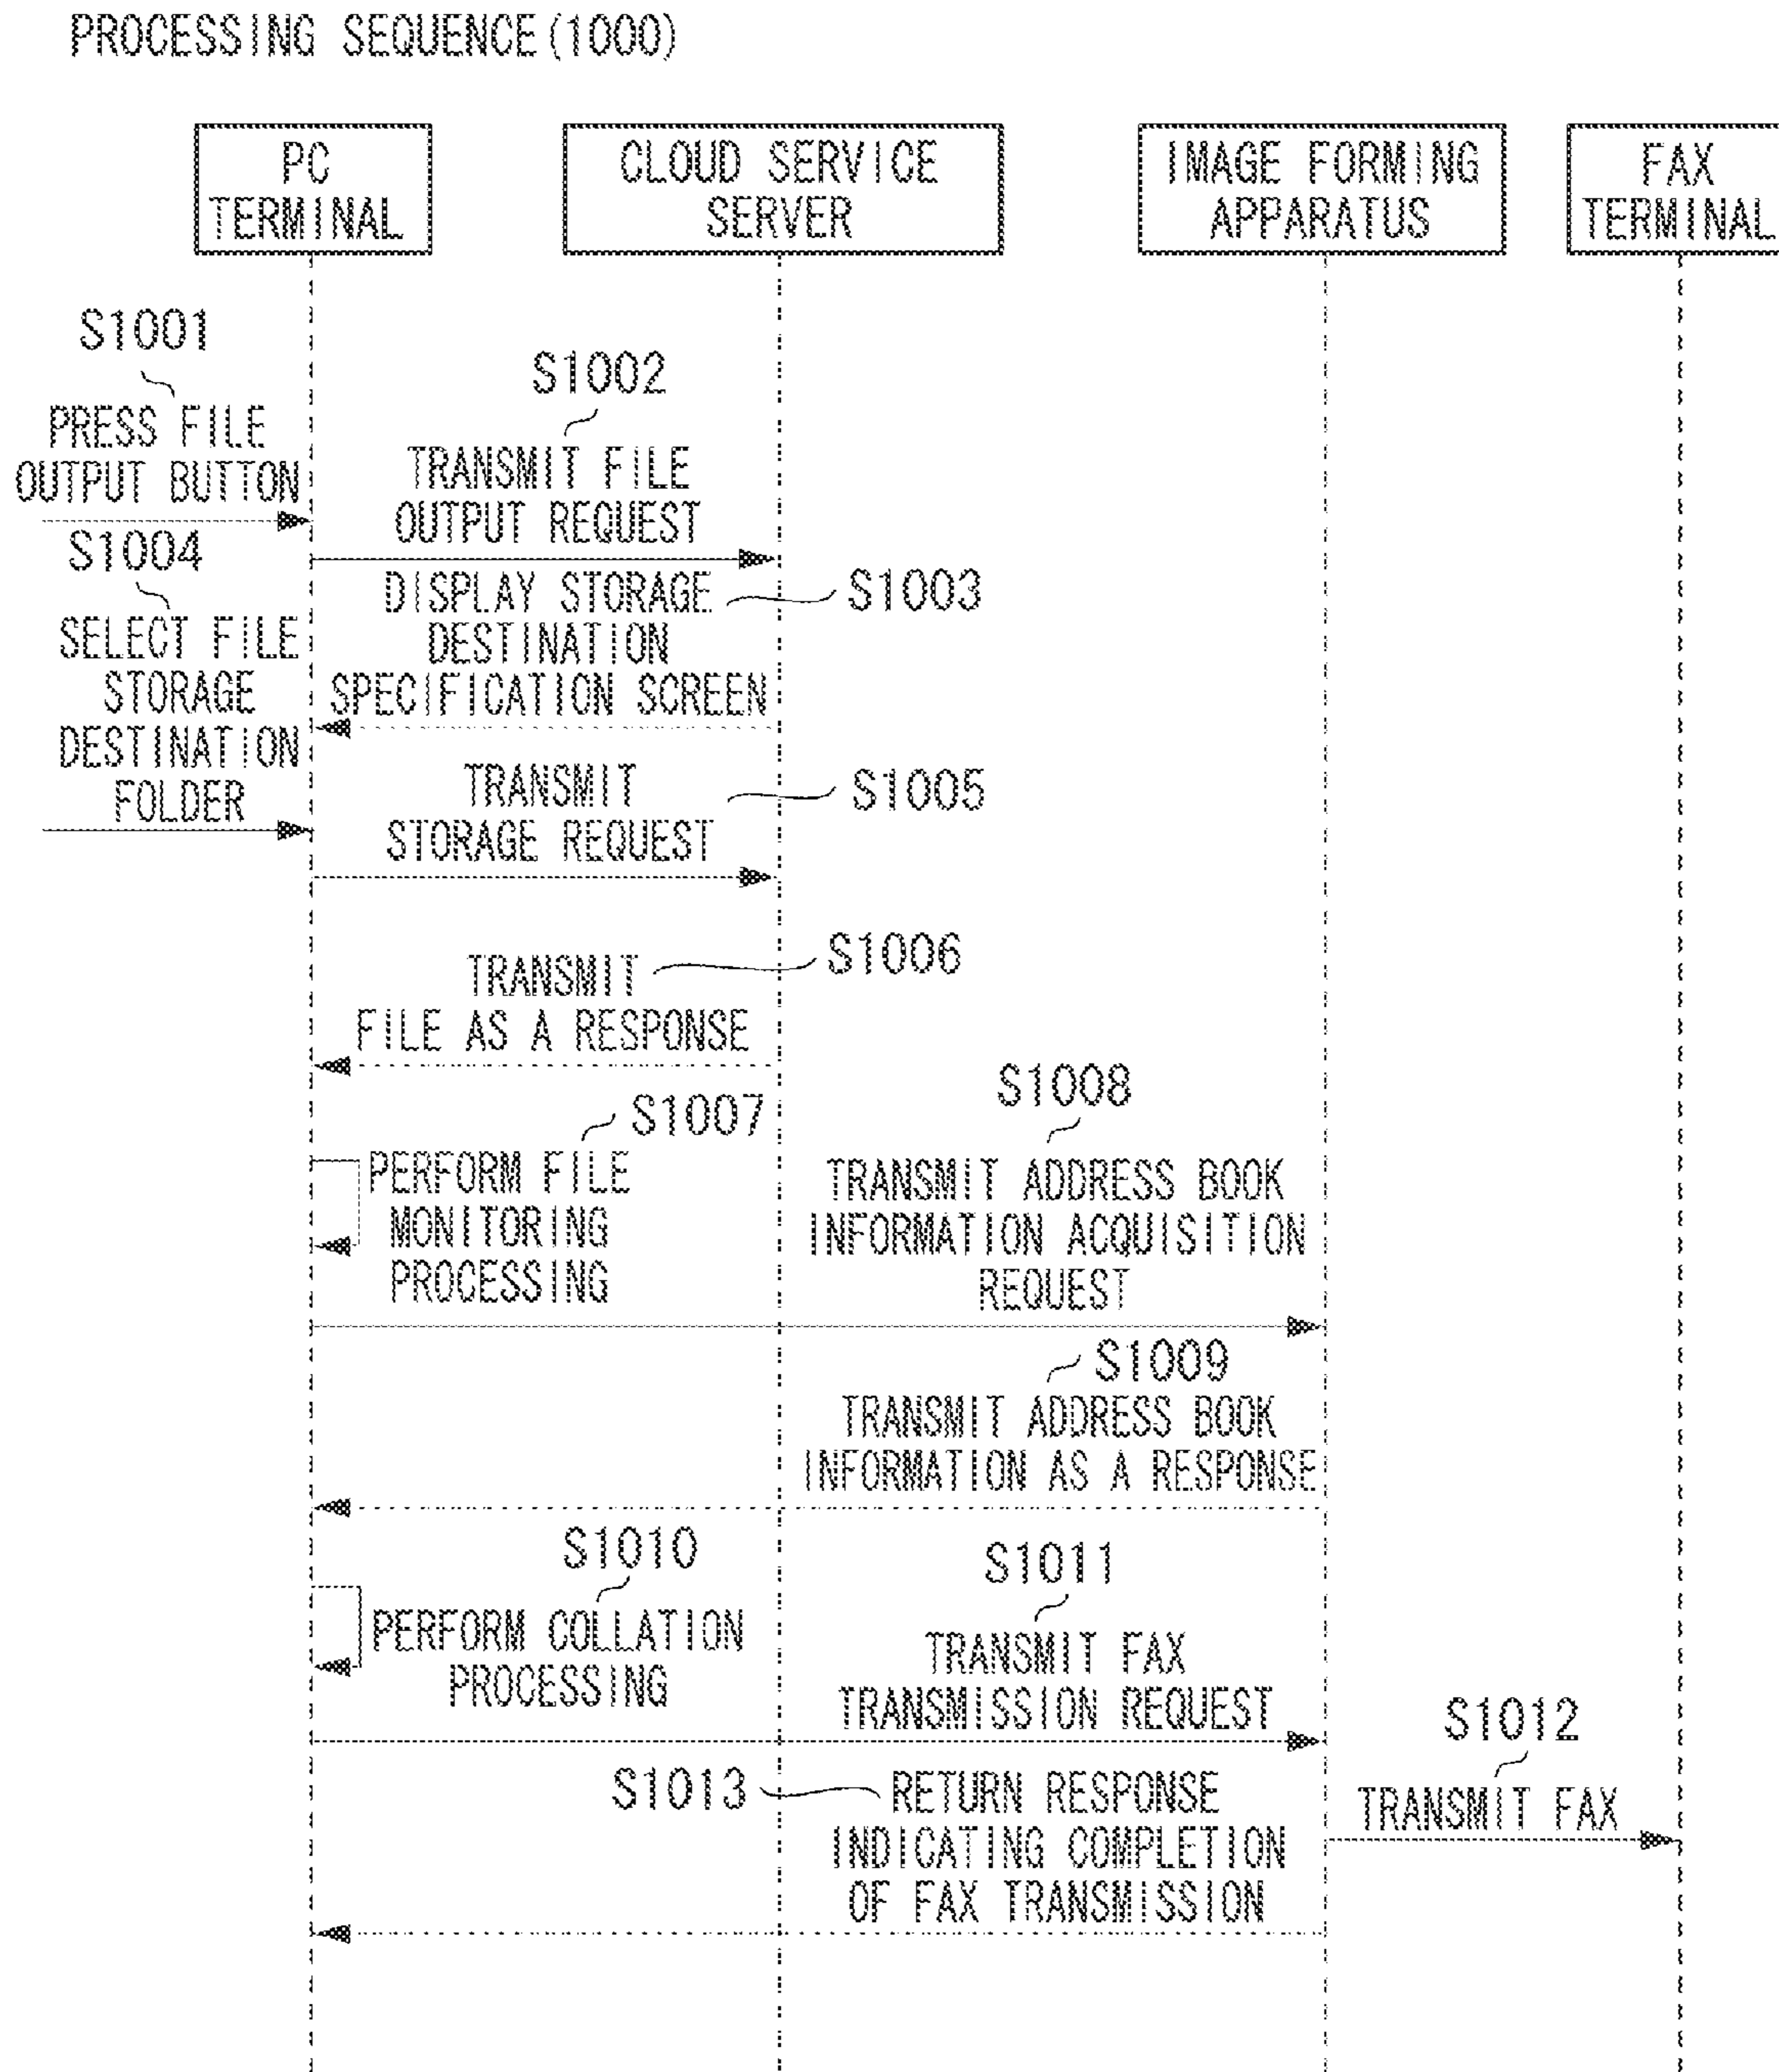 PROCESSING SEQUENCE(1000)
PC
TERMINAL
CLOUD SERVICE
SERVER
IMAGE FORMING
APPARATUS
FAX
TERMINAL
S1001
PRESS FILE
OUTPUT BUTTON
S1002
TRANSMIT FILE
OUTPUT REQUEST
S1003
DISPLAY STORAGE
DESTINATION
SPECIFICATION SCREEN
S1004
SELECT FILE
STORAGE
DESTINATION
FOLDER
TRANSMIT
STORAGE REQUEST
S1005
TRANSMIT
FILE AS A RESPONSE
S1006
S1007
PERFORM FILE
MONITORING
PROCESSING
S1008
TRANSMIT ADDRESS BOOK
INFORMATION ACQUISITION
REQUEST
S1009
TRANSMIT ADDRESS BOOK
INFORMATION AS A RESPONSE
S1010
PERFORM COLLATION
PROCESSING
S1011
TRANSMIT FAX
TRANSMISSION REQUEST
S1012
TRANSMIT FAX
S1013
RETURN RESPONSE
INDICATING COMPLETION
OF FAX TRANSMISSION